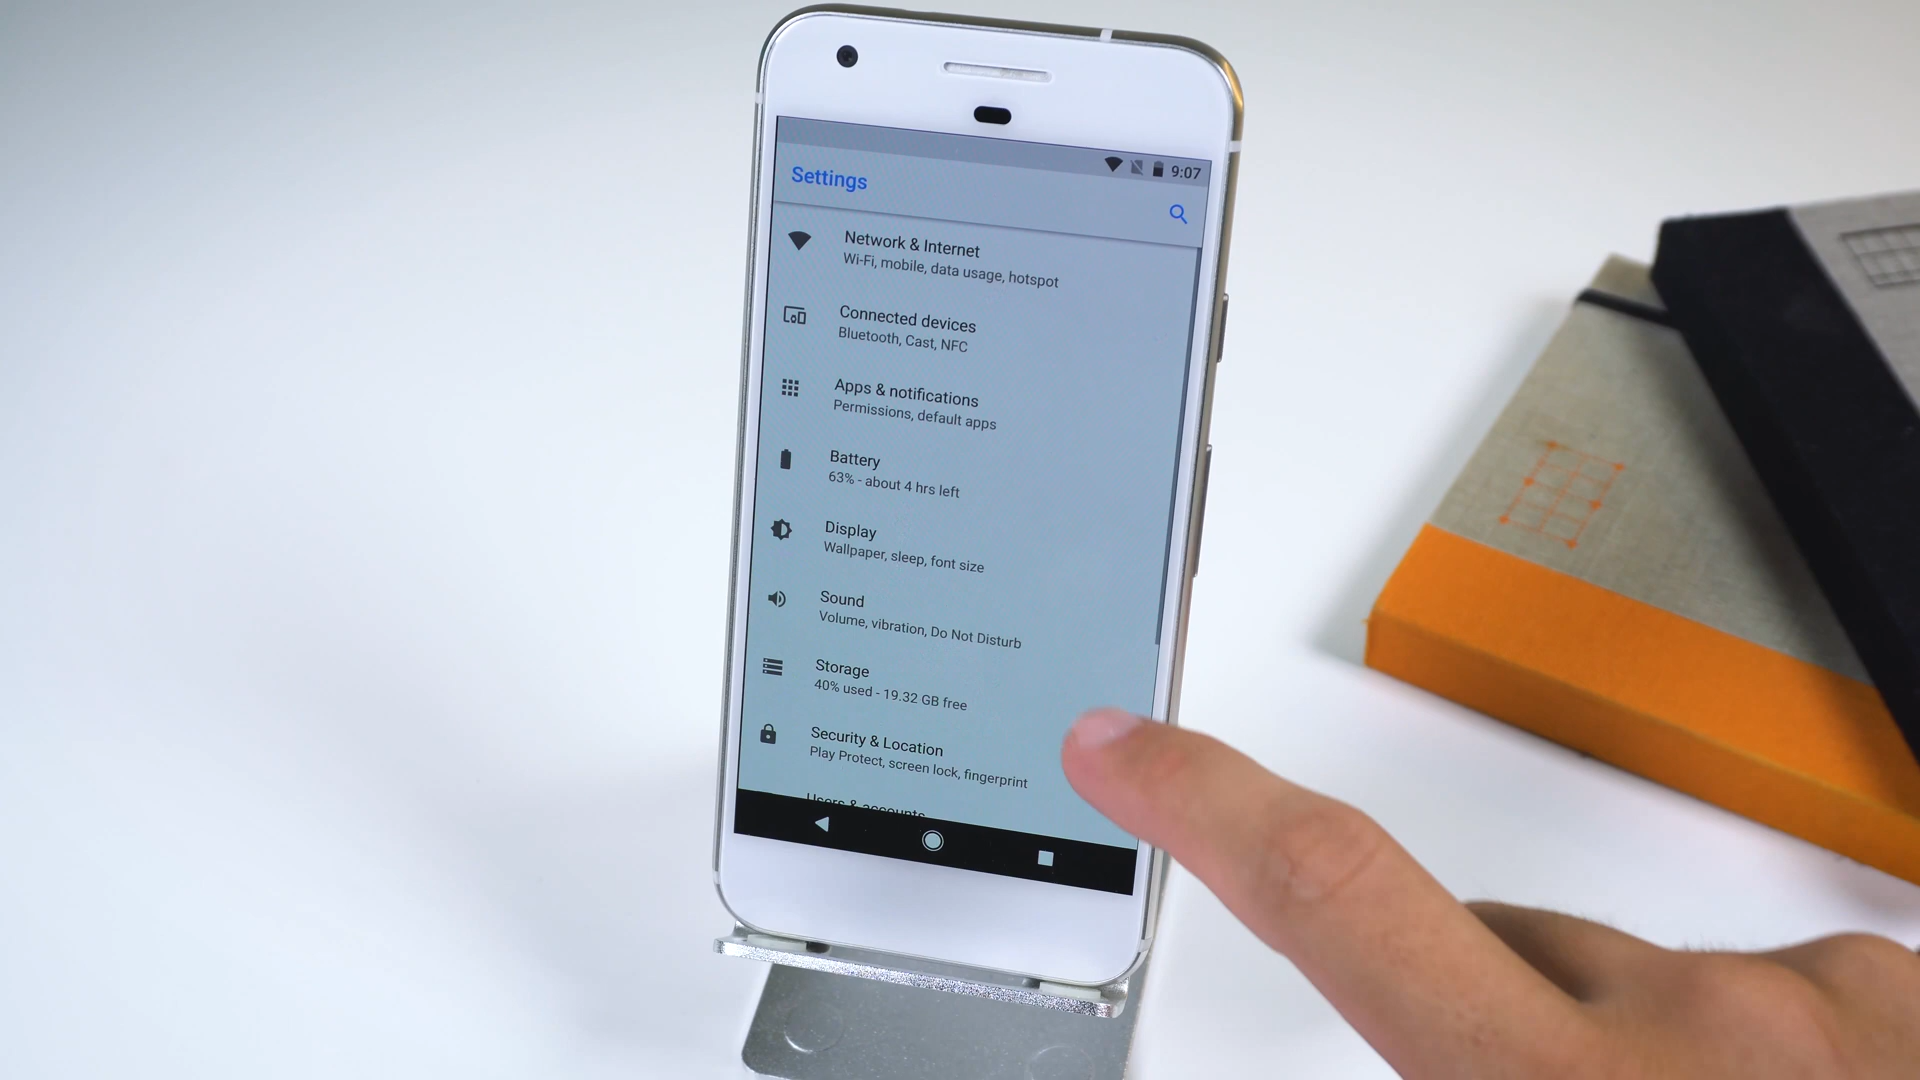 9:07
Settings
Network & Internet
Wi-Fi, mobile, data usage, hotspot
Connected devices
Bluetooth, Cast, NFC
Apps & notifications
Permissions, default apps
Battery
63% - about 4 hrs left
Display
Wallpaper, sleep, font size
Sound
Volume, vibration, Do Not Disturb
Storage
40% used - 19.32 GB free
Security & Location
Play Protect, screen lock, fingerprint
Users & accounts